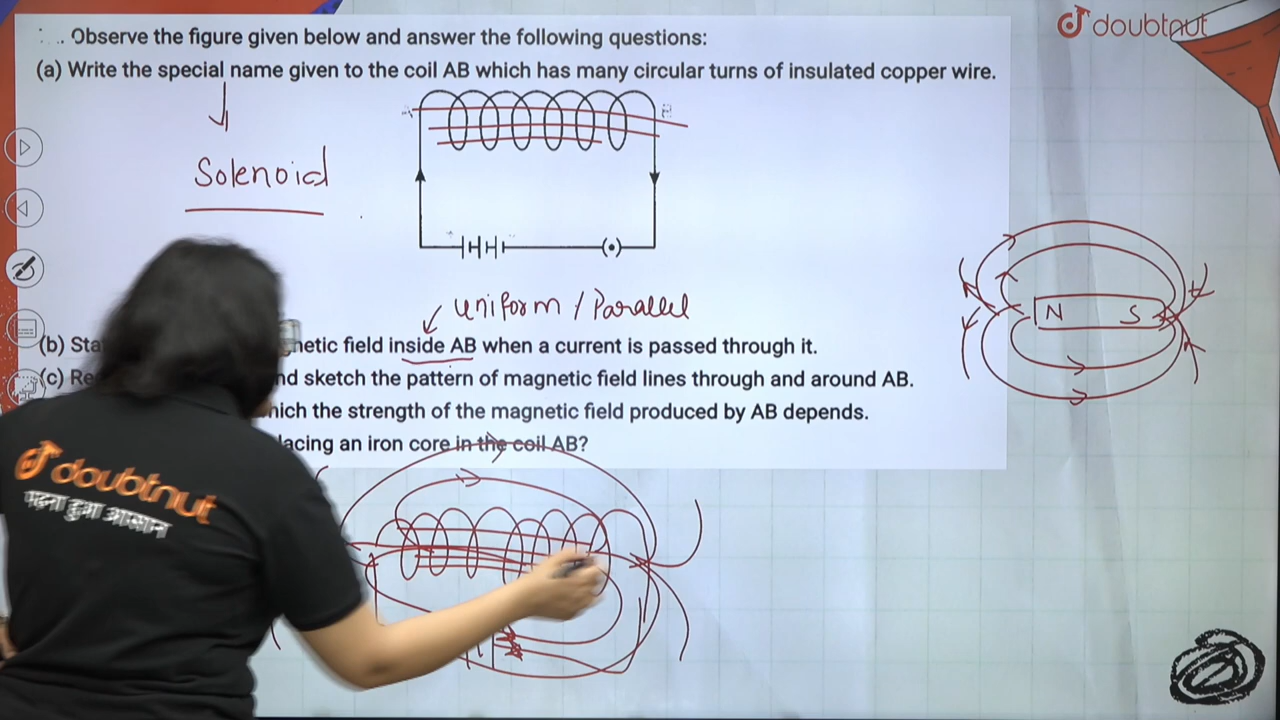 doubtnut
Observe the figure given below and answer the following questions:
(a) Write the special name given to the coil AB which has many circular turns of insulated copper wire.
A
B
Solenoid
Uniform / Parallel
N S
(b) Sta netic field inside AB when a current is passed through it.
(c) Re nd sketch the pattern of magnetic field lines through and around AB.
hich the strength of the magnetic field produced by AB depends.
lacing an iron core in the coil AB?
doubtnut
पढ़ना हुआ आसान